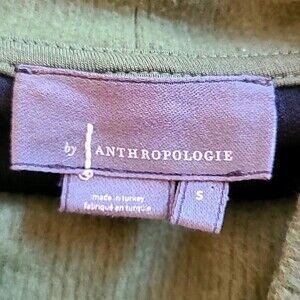 by ANTHROPOLOGIE
made in turkey
fabriqué en turquie
S